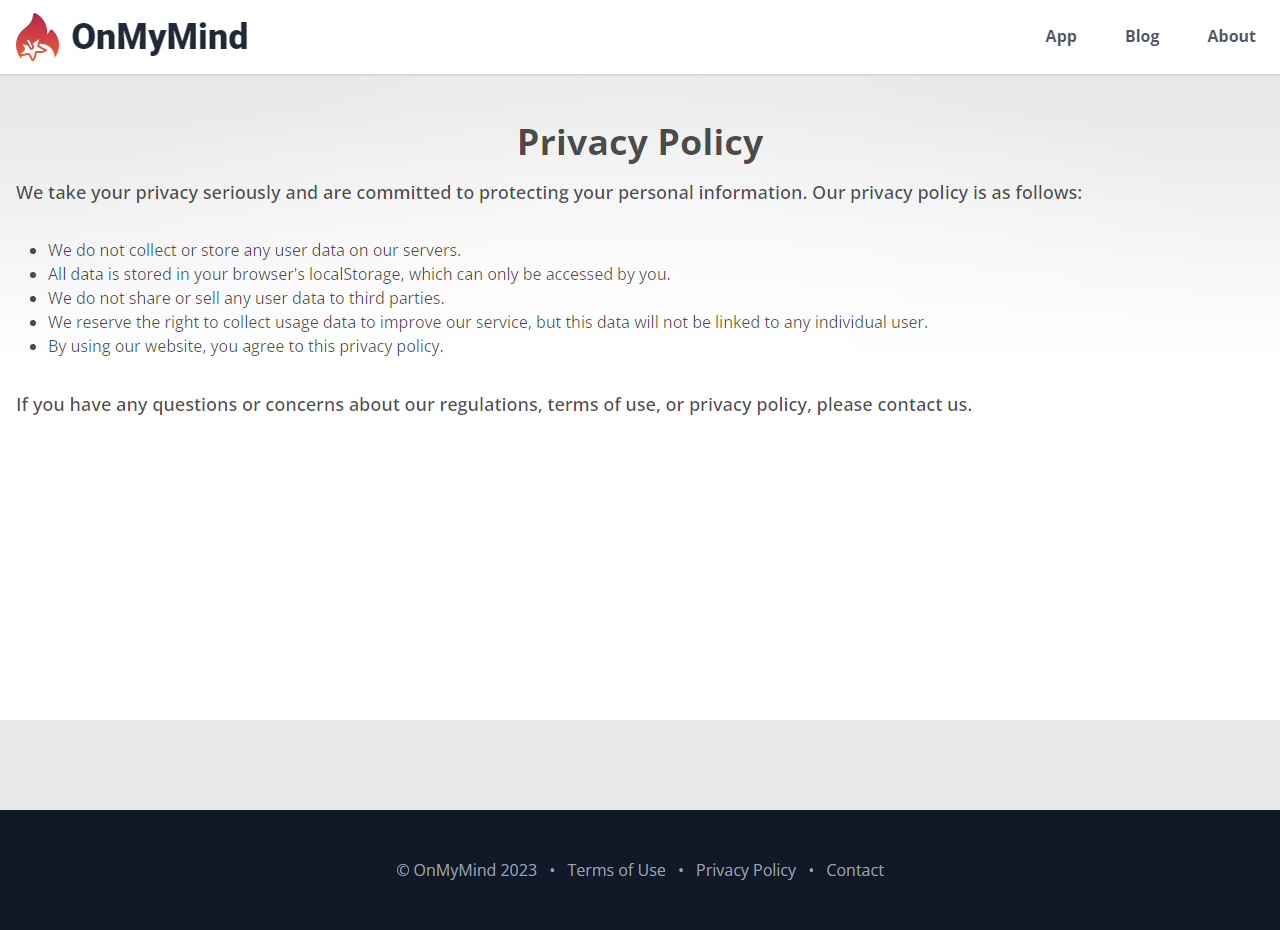 OnMyMind
App
Blog
About
Privacy Policy
We take your privacy seriously and are committed to protecting your personal information. Our privacy policy is as follows:
• We do not collect or store any user data on our servers.
• All data is stored in your browser's localStorage, which can only be accessed by you.
• We do not share or sell any user data to third parties.
• We reserve the right to collect usage data to improve our service, but this data will not be linked to any individual user.
• By using our website, you agree to this privacy policy.
If you have any questions or concerns about our regulations, terms of use, or privacy policy, please contact us.
© OnMyMind 2023 • Terms of Use • Privacy Policy • Contact